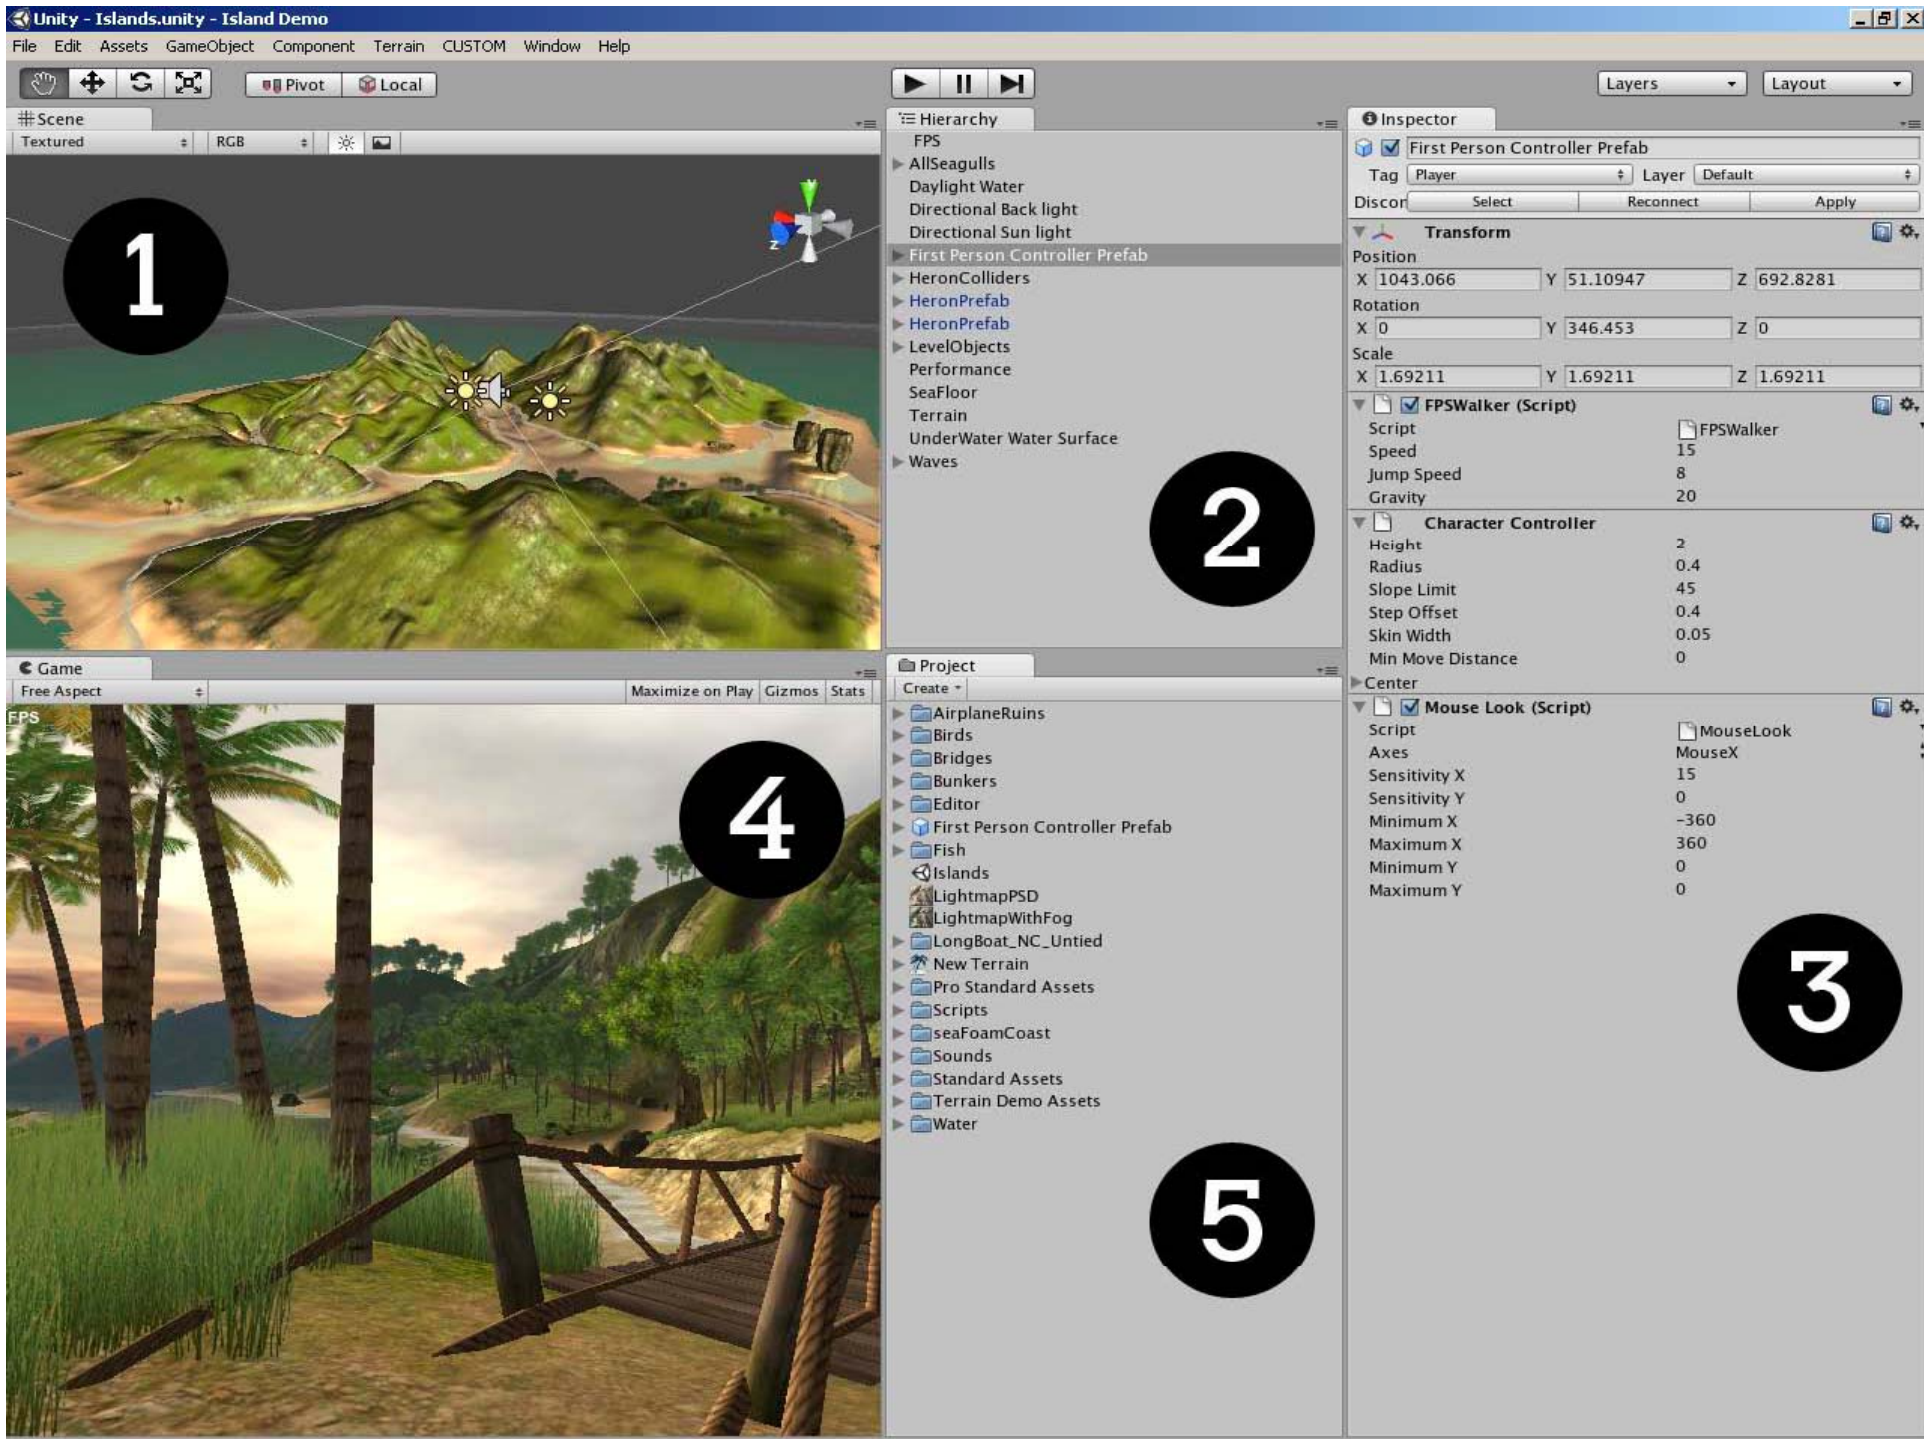 Unity - Islands.unity - Island Demo
File Edit Assets GameObject Component Terrain CUSTOM Window Help
Pivot Local Layers Layout
Scene
Textured RGB
y
z
1
Hierarchy
FPS
AllSeagulls
Daylight Water
Directional Back light
Directional Sun light
First Person Controller Prefab
HeronColliders
HeronPrefab
HeronPrefab
LevelObjects
Performance
SeaFloor
Terrain
UnderWater Water Surface
Waves
2
Inspector
First Person Controller Prefab
Tag Player Layer Default
Discor Select Reconnect Apply
Transform
Position
X 1043.066 Y 51.10947 Z 692.8281
Rotation
X 0 Y 346.453 Z 0
Scale
X 1.69211 Y 1.69211 Z 1.69211
FPSWalker (Script)
Script FPSWalker
Speed 15
Jump Speed 8
Gravity 20
Character Controller
Height 2
Radius 0.4
Slope Limit 45
Step Offset 0.4
Skin Width 0.05
Min Move Distance 0
Center
Mouse Look (Script)
Script MouseLook
Axes MouseX
Sensitivity X 15
Sensitivity Y 0
Minimum X -360
Maximum X 360
Minimum Y 0
Maximum Y 0
3
Game
Free Aspect Maximize on Play Gizmos Stats
FPS
4
Project
Create
AirplaneRuins
Birds
Bridges
Bunkers
Editor
First Person Controller Prefab
Fish
Islands
LightmapPSD
LightmapWithFog
LongBoat_NC_Untied
New Terrain
Pro Standard Assets
Scripts
seaFoamCoast
Sounds
Standard Assets
Terrain Demo Assets
Water
5